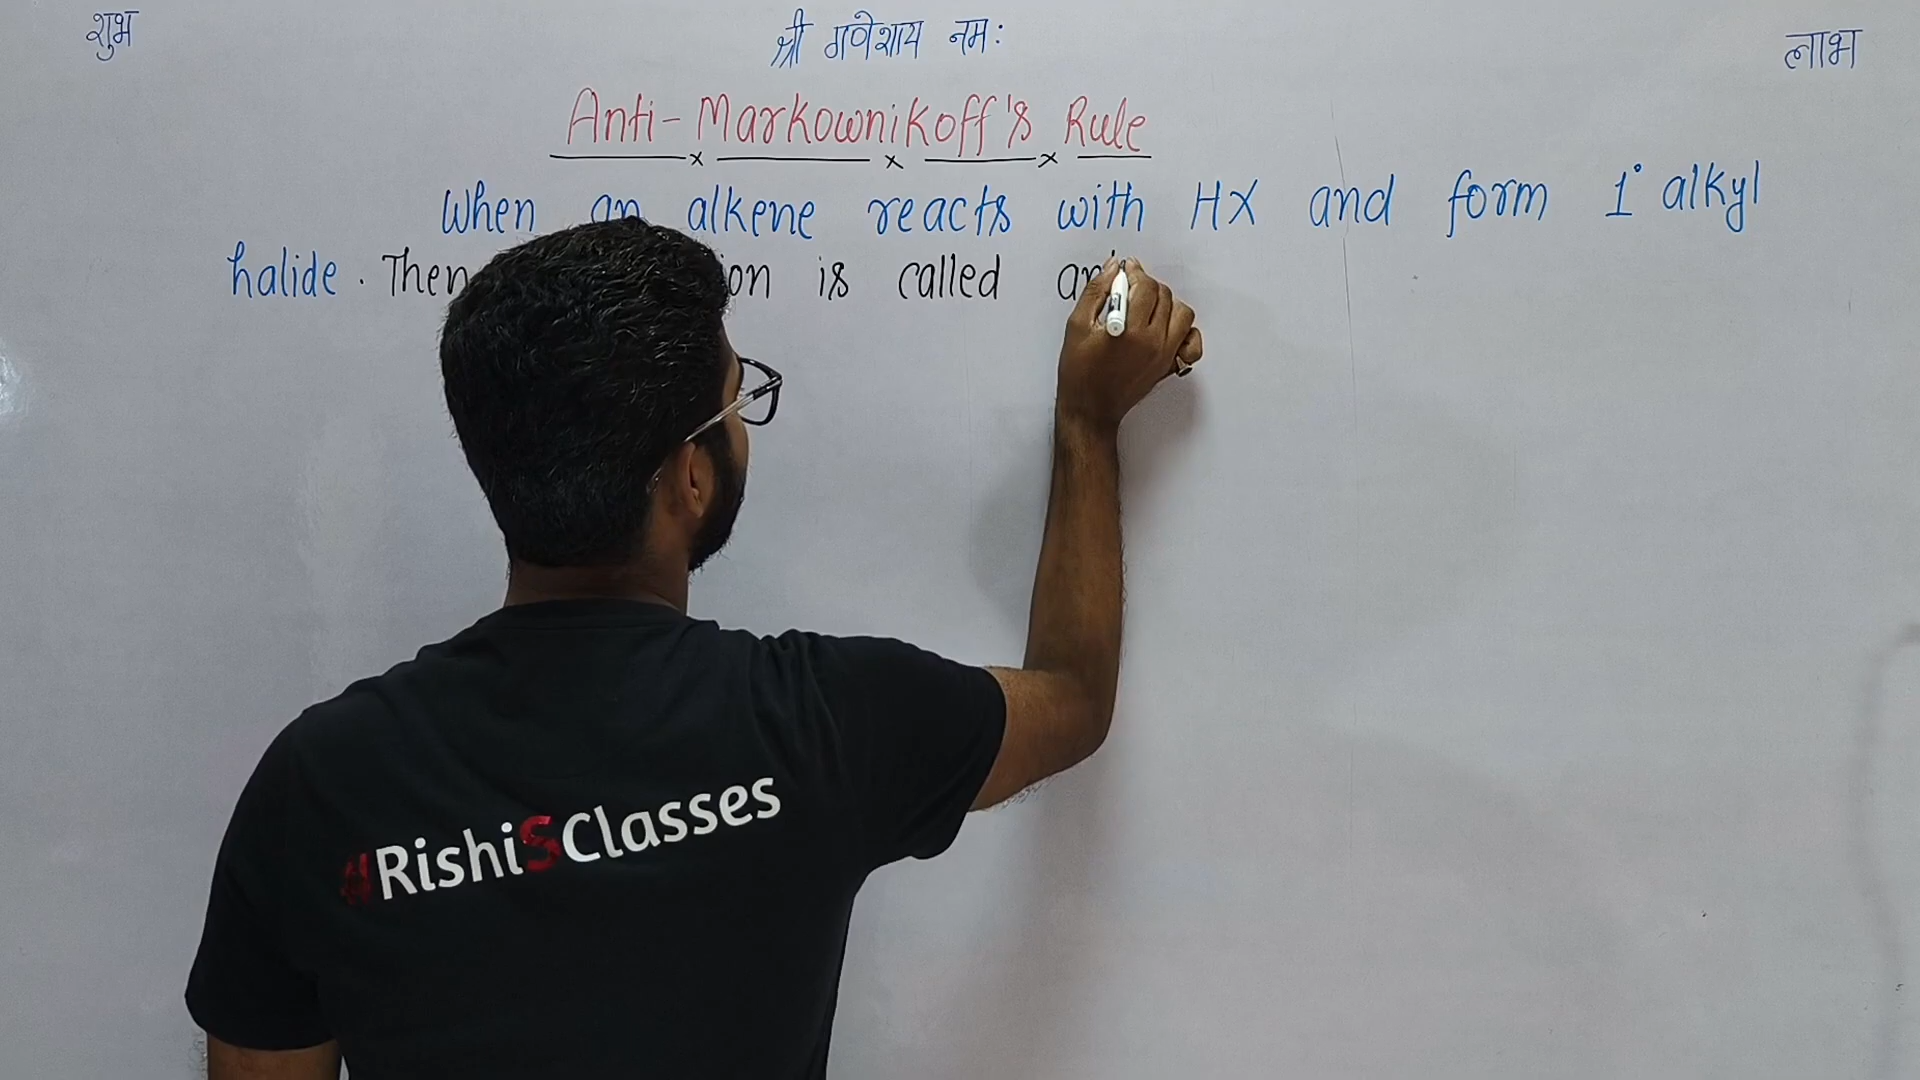 शुभ श्री गणेशाय नमः लाभ
Anti-Markownikoff's Rule
When an alkene reacts with HX and form 1° alkyl
halide. Then is called
#RishiSClasses